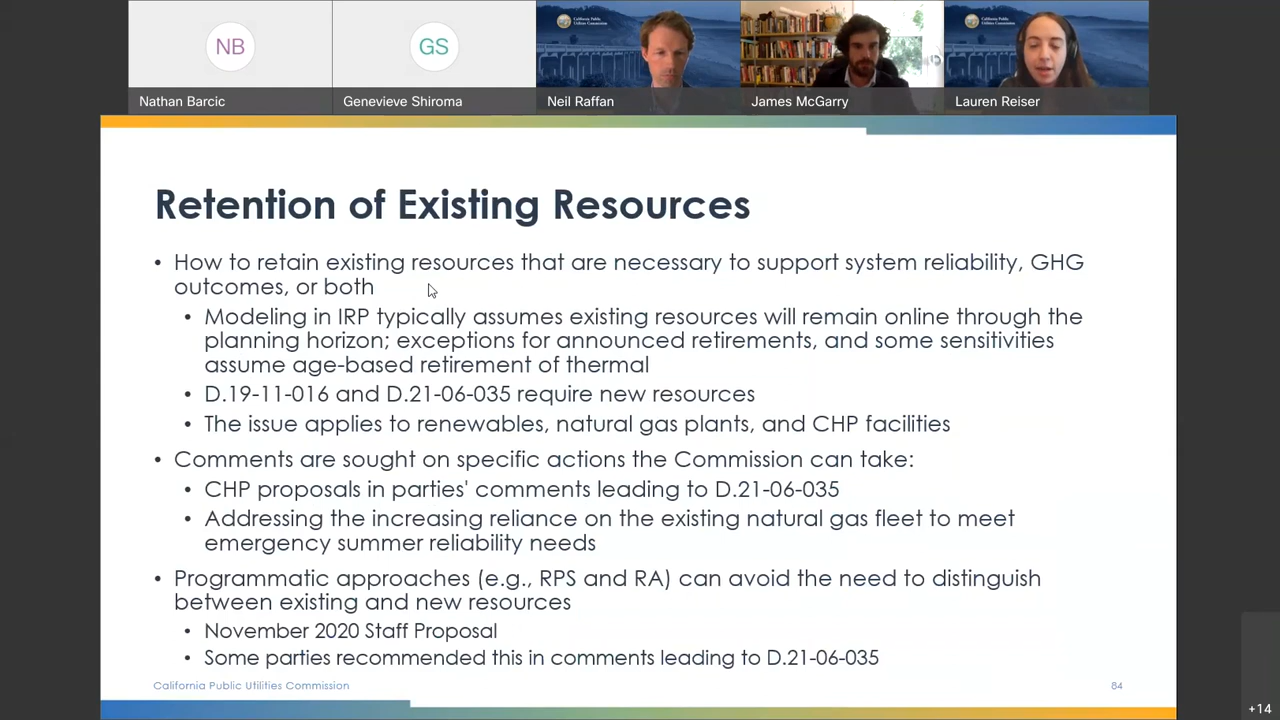 NB
GS
California Public
Utilities Commission
California Public
Utilities Commission
Nathan Barcic
Genevieve Shiroma
Neil Raffan
James McGarry
Lauren Reiser
Retention of Existing Resources
• How to retain existing resources that are necessary to support system reliability, GHG
outcomes, or both
• Modeling in IRP typically assumes existing resources will remain online through the
planning horizon; exceptions for announced retirements, and some sensitivities
assume age-based retirement of thermal
• D.19-11-016 and D.21-06-035 require new resources
• The issue applies to renewables, natural gas plants, and CHP facilities
• Comments are sought on specific actions the Commission can take:
• CHP proposals in parties' comments leading to D.21-06-035
• Addressing the increasing reliance on the existing natural gas fleet to meet
emergency summer reliability needs
• Programmatic approaches (e.g., RPS and RA) can avoid the need to distinguish
between existing and new resources
• November 2020 Staff Proposal
• Some parties recommended this in comments leading to D.21-06-035
California Public Utilities Commission
84
+14